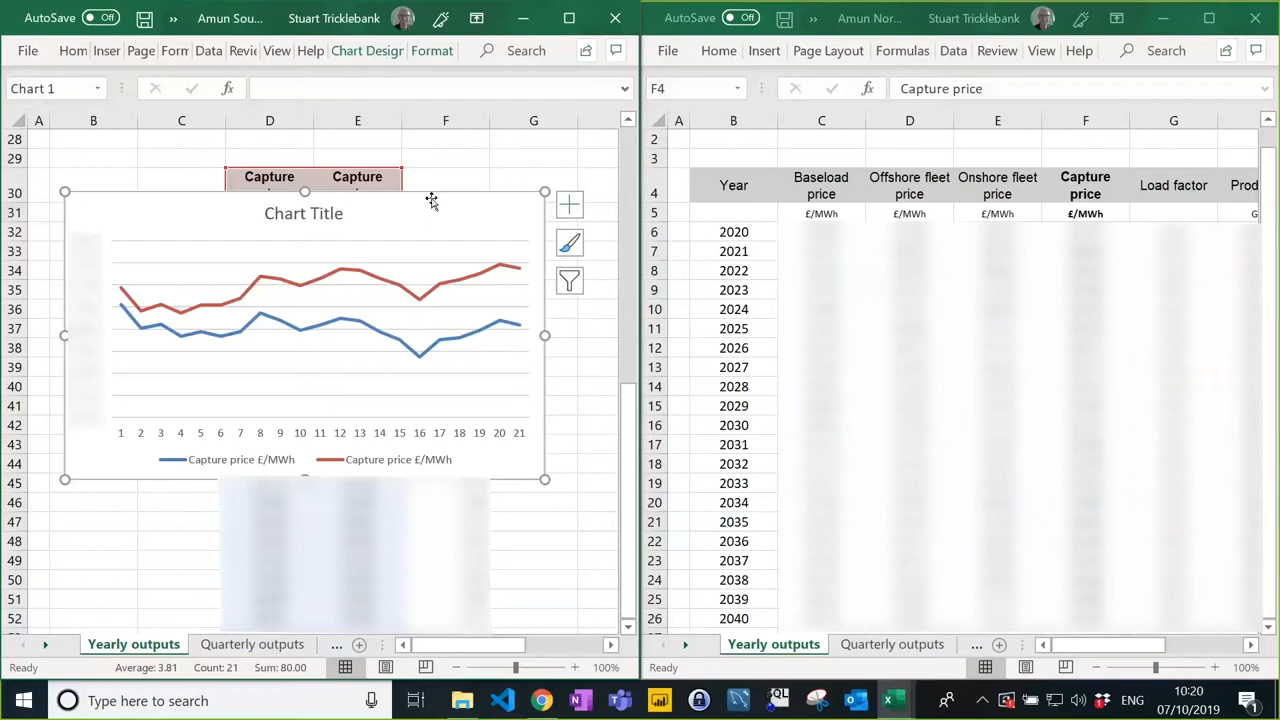 AutoSave Off Amun Sou... Stuart Tricklebank
File Hom Inser Page Form Data Revie View Help Chart Design Format Search
Chart 1 fx
A B C D E F G
28
29
30 Capture Capture
31
32
33
34
35
36
37
38
39
40
41
42
43
44
45
46
47
48
49
50
51
52
Chart Title
1 2 3 4 5 6 7 8 9 10 11 12 13 14 15 16 17 18 19 20 21
Capture price £/MWh Capture price £/MWh
Yearly outputs Quarterly outputs ...
Ready Average: 3.81 Count: 21 Sum: 80.00 100%
AutoSave Off Amun Nor... Stuart Tricklebank
File Home Insert Page Layout Formulas Data Review View Help Search
F4 fx Capture price
A B C D E F G
2
3
4 Year Baseload price Offshore fleet price Onshore fleet price Capture price Load factor Prod
5 £/MWh £/MWh £/MWh £/MWh G
6 2020
7 2021
8 2022
9 2023
10 2024
11 2025
12 2026
13 2027
14 2028
15 2029
16 2030
17 2031
18 2032
19 2033
20 2034
21 2035
22 2036
23 2037
24 2038
25 2039
26 2040
Yearly outputs Quarterly outputs ...
Ready 100%
Type here to search QL ENG 10:20
07/10/2019 1